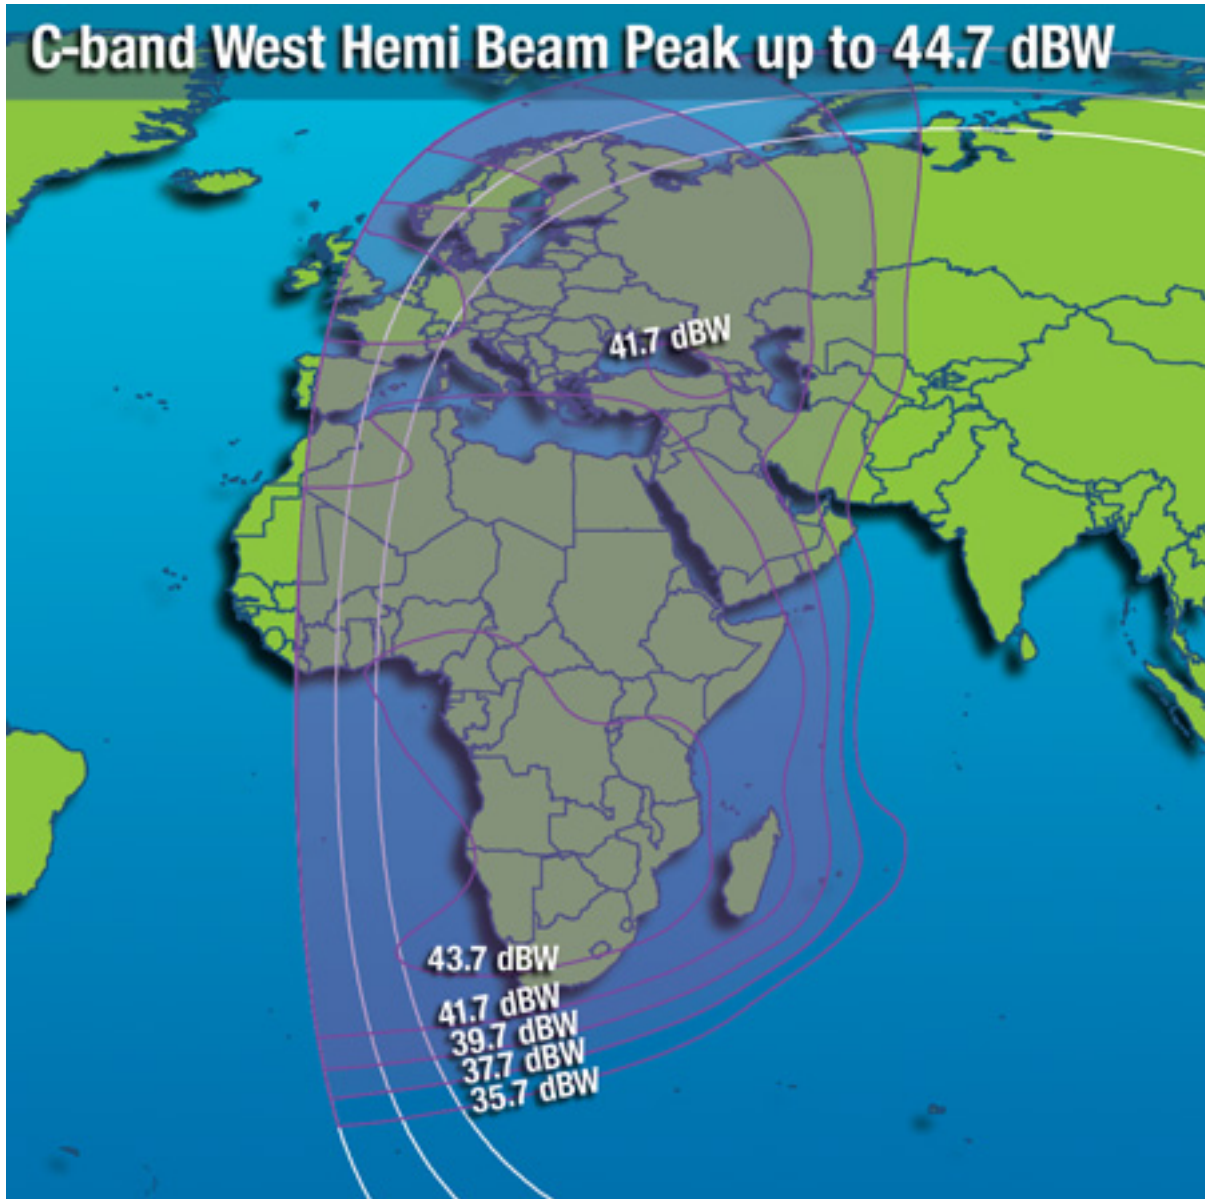 C-band West Hemi Beam Peak up to 44.7 dBW
41.7 dBW
43.7 dBW
41.7 dBW
39.7 dBW
37.7 dBW
35.7 dBW